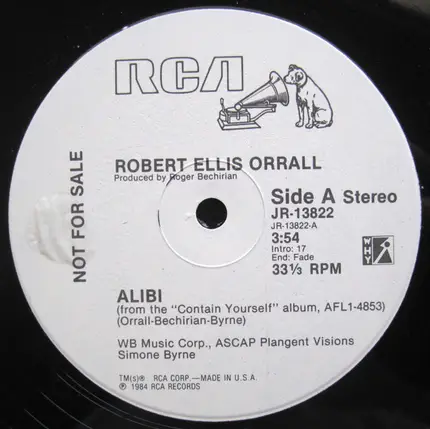 RCA
NOT FOR SALE
ROBERT ELLIS ORRALL
Produced by Roger Bechirian
Side A Stereo
JR-13822
JR-13822-A
3:54
Intro: 17
End: Fade
33⅓ RPM
WHY
ALIBI
(from the "Contain Yourself" album, AFL1-4853)
(Orrall-Bechirian-Byrne)
WB Music Corp., ASCAP Plangent Visions
Simone Byrne
TM(s)® RCA CORP.—MADE IN U.S.A.
℗ 1984 RCA RECORDS